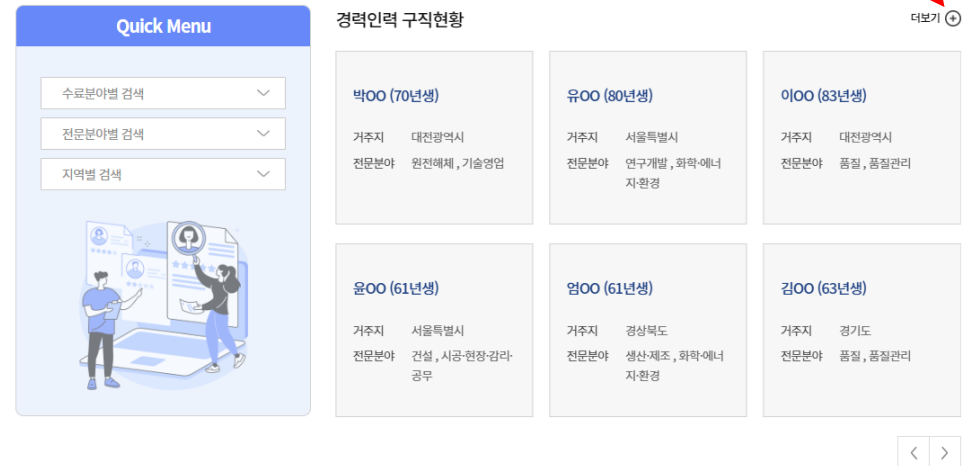 Quick Menu
수료분야별 검색
전문분야별 검색
지역별 검색
경력인력 구직현황
더보기
박OO (70년생)
거주지 대전광역시
전문분야 원전해체 , 기술영업
유OO (80년생)
거주지 서울특별시
전문분야 연구개발 , 화학·에너
지·환경
이OO (83년생)
거주지 대전광역시
전문분야 품질 , 품질관리
윤OO (61년생)
거주지 서울특별시
전문분야 건설 , 시공·현장·감리·
공무
엄OO (61년생)
거주지 경상북도
전문분야 생산·제조 , 화학·에너
지·환경
김OO (63년생)
거주지 경기도
전문분야 품질 , 품질관리